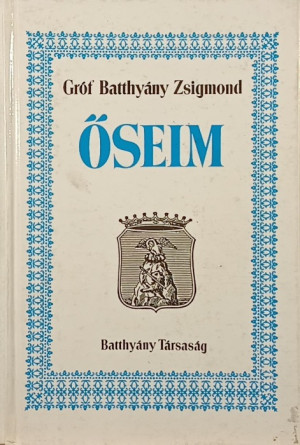 Gróf Batthyány Zsigmond
ŐSEIM
Batthyány Társaság